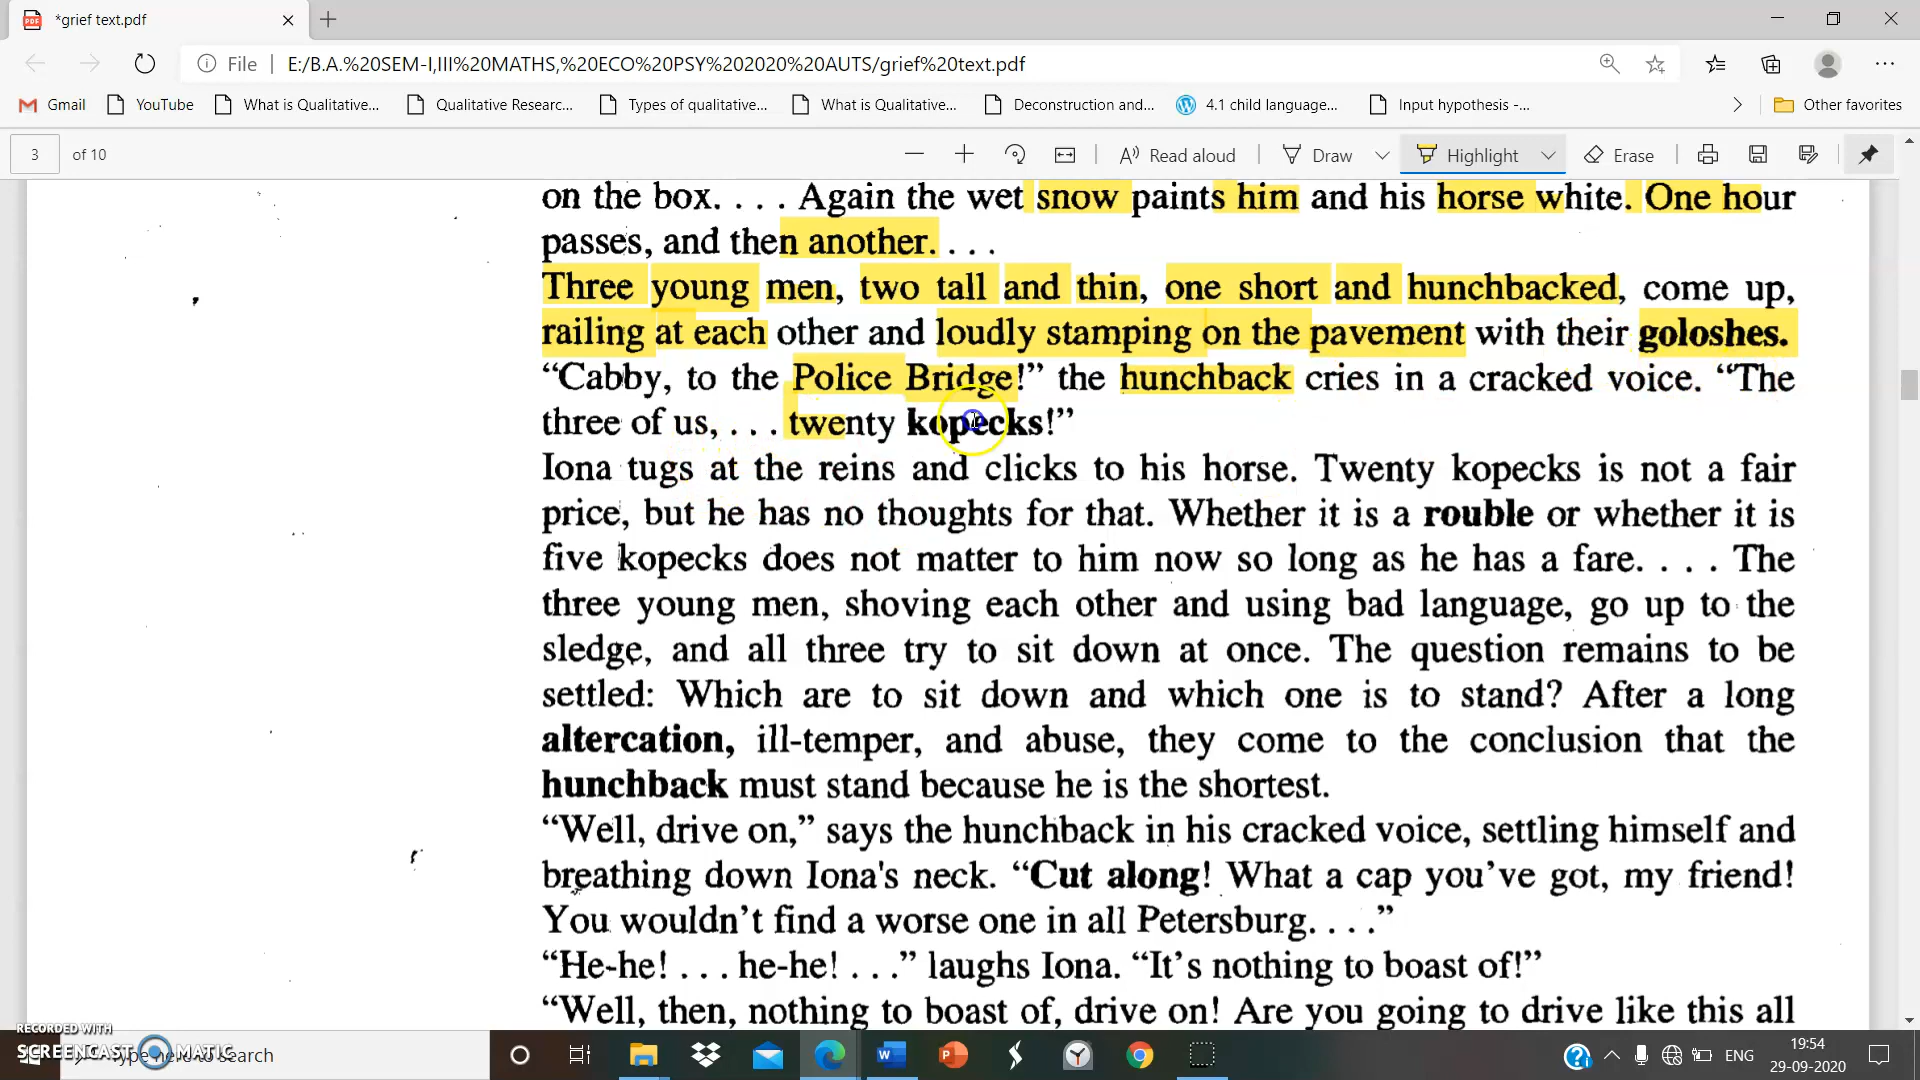 *grief text.pdf
File
E:/B.A.%20SEM-I,III%20MATHS,%20ECO%20PSY%202020%20AUTS/grief%20text.pdf
Gmail YouTube What is Qualitative... Qualitative Researc... Types of qualitative... What is Qualitative... Deconstruction and... 4.1 child language... Input hypothesis -... Other favorites
3 of 10 Read aloud Draw Highlight Erase
on the box. . . . Again the wet snow paints him and his horse white. One hour
passes, and then another. . . .
Three young men, two tall and thin, one short and hunchbacked, come up,
railing at each other and loudly stamping on the pavement with their goloshes.
“Cabby, to the Police Bridge!” the hunchback cries in a cracked voice. “The
three of us, . . . twenty kopecks!”
Iona tugs at the reins and clicks to his horse. Twenty kopecks is not a fair
price, but he has no thoughts for that. Whether it is a rouble or whether it is
five kopecks does not matter to him now so long as he has a fare. . . . The
three young men, shoving each other and using bad language, go up to the
sledge, and all three try to sit down at once. The question remains to be
settled: Which are to sit down and which one is to stand? After a long
altercation, ill-temper, and abuse, they come to the conclusion that the
hunchback must stand because he is the shortest.
“Well, drive on,” says the hunchback in his cracked voice, settling himself and
breathing down Iona's neck. “Cut along! What a cap you’ve got, my friend!
You wouldn’t find a worse one in all Petersburg. . . .”
“He-he! . . . he-he! . . .” laughs Iona. “It’s nothing to boast of!”
“Well, then, nothing to boast of, drive on! Are you going to drive like this all
RECORDED WITH
SCREENCAST MATIC
Type here to search
ENG
19:54
29-09-2020